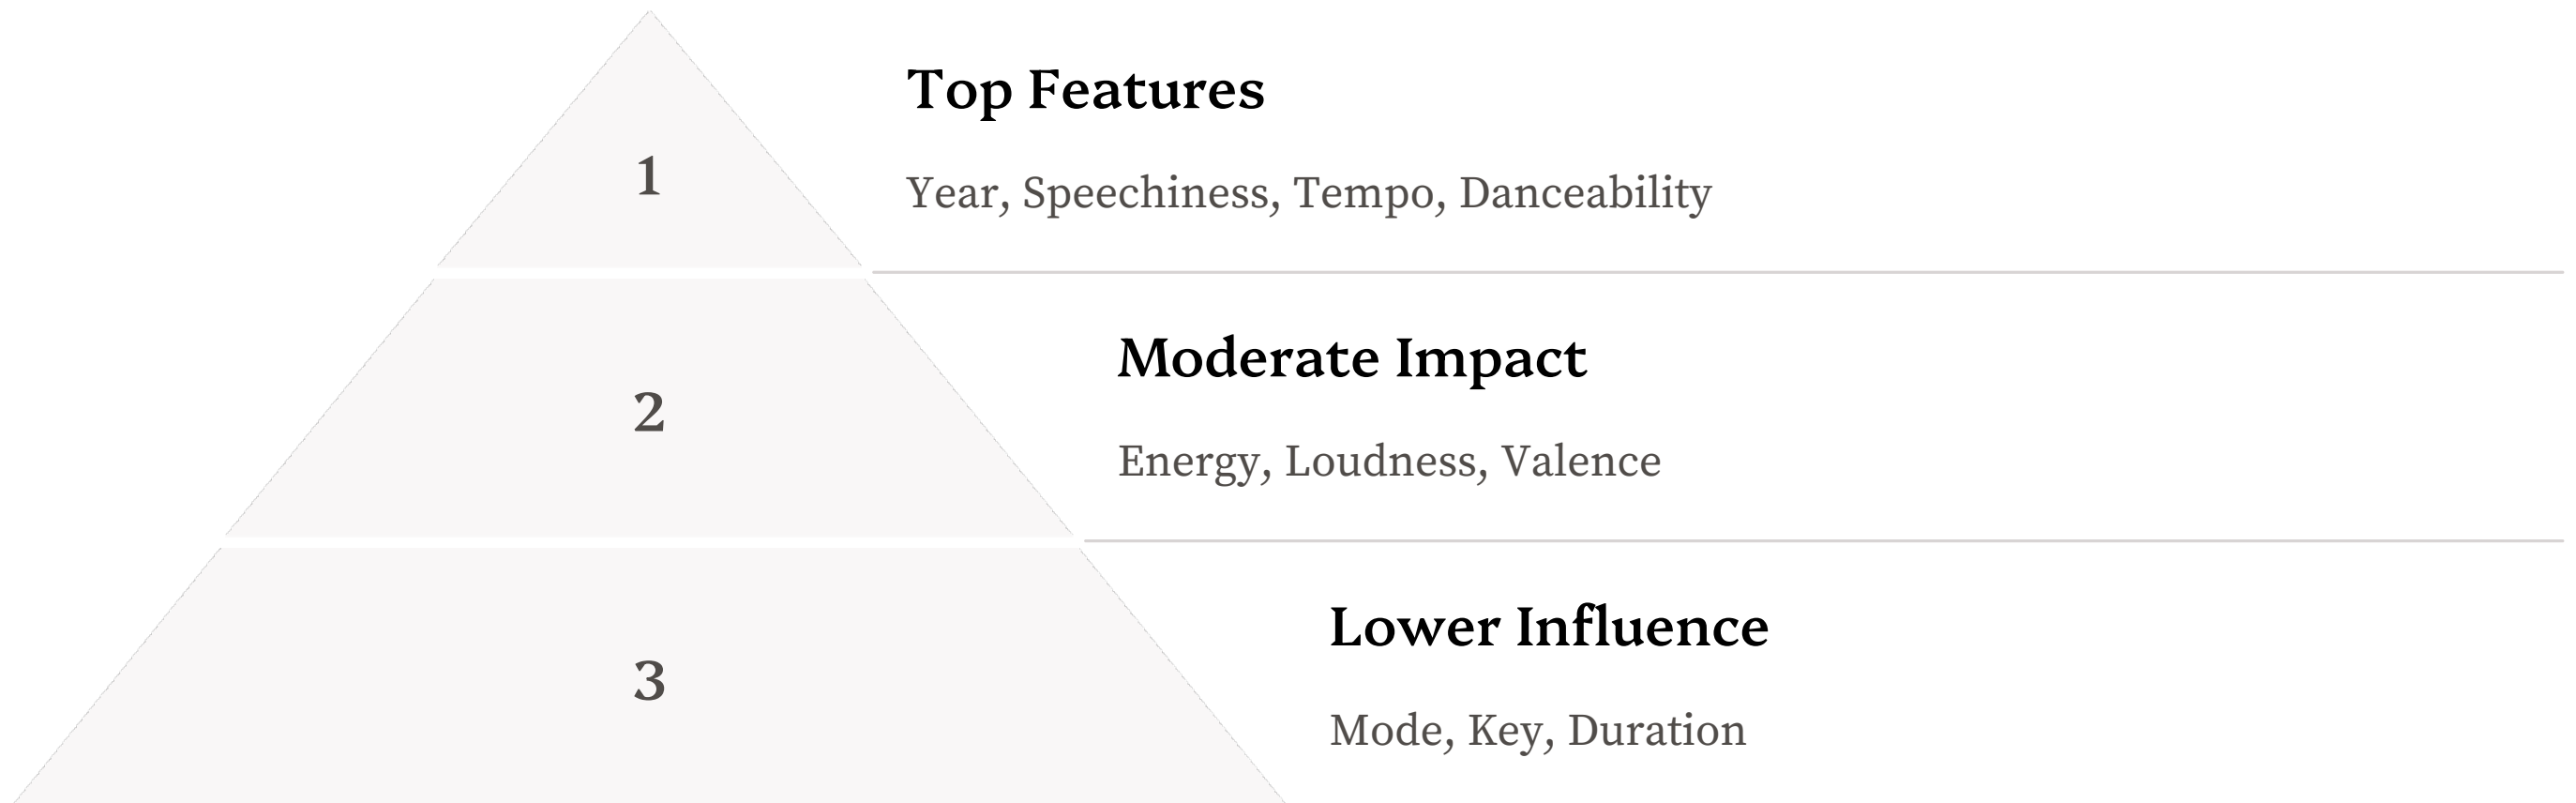 1
Top Features
Year, Speechiness, Tempo, Danceability
2
Moderate Impact
Energy, Loudness, Valence
3
Lower Influence
Mode, Key, Duration